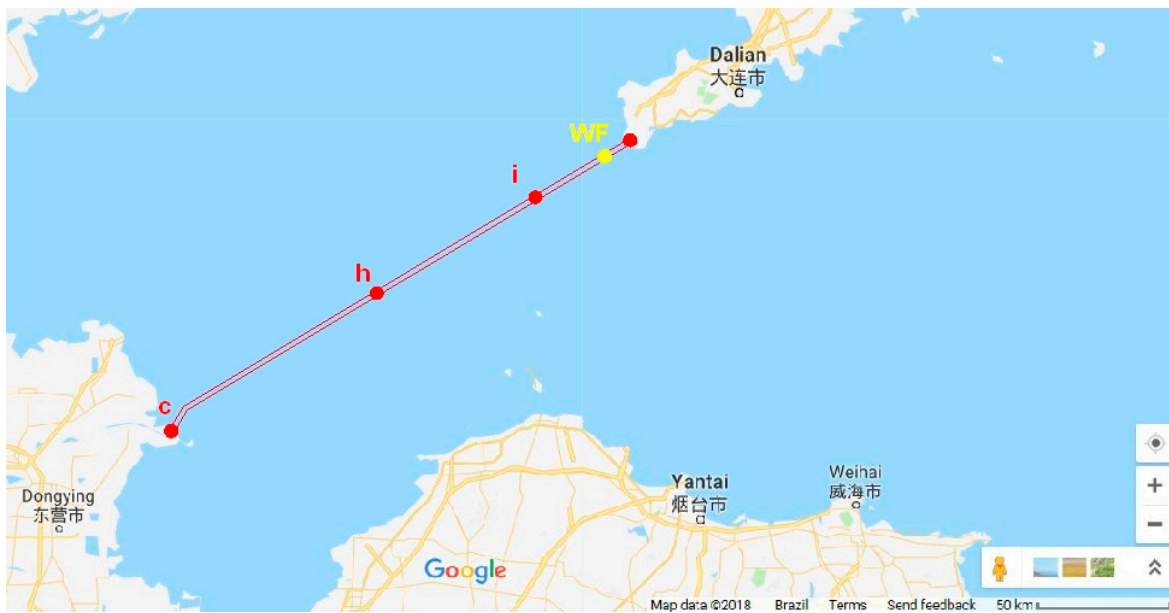 Dalian
大连市
WF
i
h
c
Dongying
东营市
Yantai
烟台市
Weihai
威海市
Google
Map data ©2018 Brazil Terms Send feedback 50 km